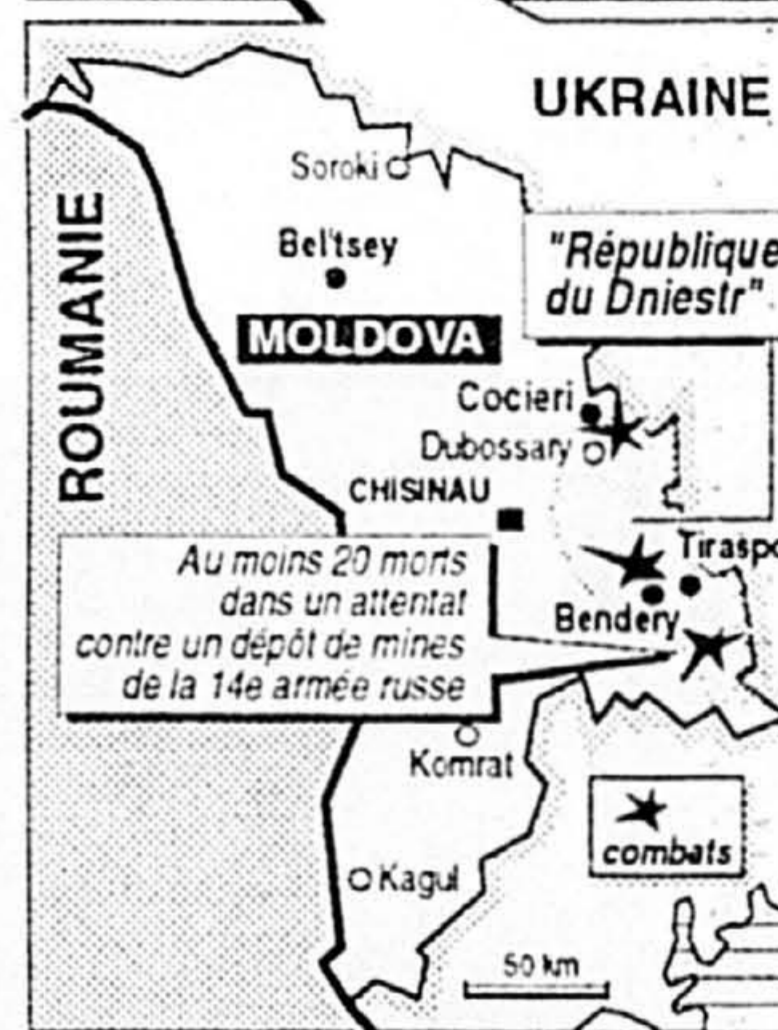 UKRAINE
Soroki
Bel'tsey
ROUMANIE
"République
du Dniestr"
MOLDOVA
Cocieri
Dubossary
CHISINAU
Au moins 20 morts
dans un attentat
contre un dépôt de mines
de la 14e armée russe
Tiraspo
Bendery
Komrat
combats
Kagul
50 km